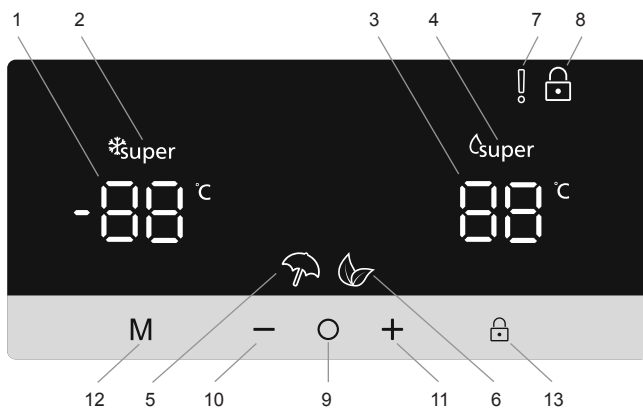 1 2 3 4 7 8
super super
-88 °C 88 °C
M − ○ +
12 5 10 9 11 6 13